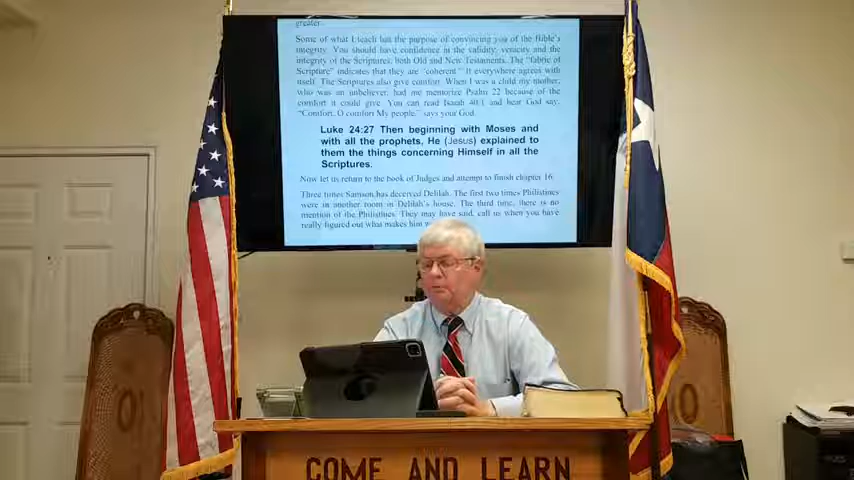 greater.
Some of what I teach has the purpose of convincing you of the Bible's
integrity. You should have confidence in the validity, veracity and
the integrity of the Scriptures, both Old and New Testaments. The "fabric of
Scripture" indicates that they are "coherent." It everywhere agrees with
itself. The Scriptures also give comfort. When I was a child my mother,
who was an unbeliever, had me memorize Psalm 22 because of the
comfort it could give. You can read Isaiah 40:1 and hear God say,
"Comfort, O comfort My people," says your God.
Luke 24:27 Then beginning with Moses and
with all the prophets, He (Jesus) explained to
them the things concerning Himself in all the
Scriptures.
Now let us return to the book of Judges and attempt to finish chapter 16.
Three times Samson has deceived Delilah. The first two times Philistines
were in another room in Delilah's house. The third time, there is no
mention of the Philistines. They may have said, call us when you have
really figured out what makes him
COME AND LEARN